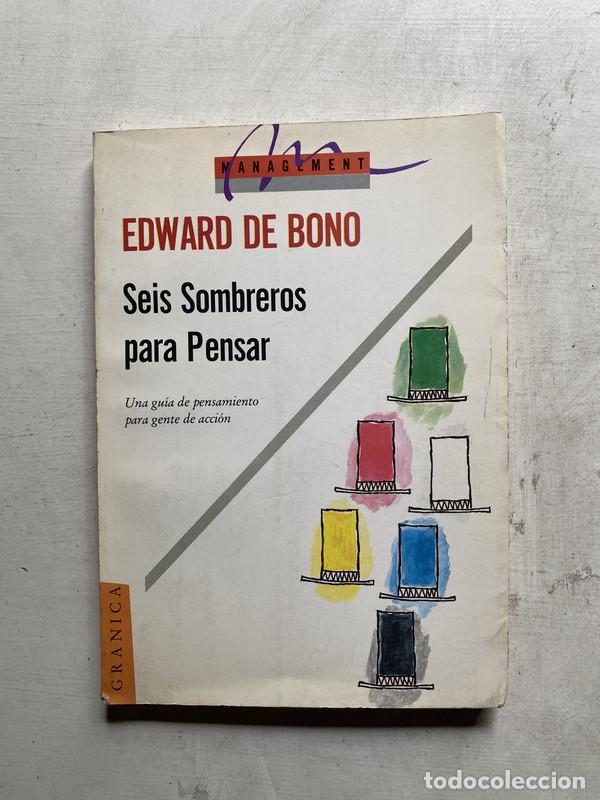 MANAGEMENT
EDWARD DE BONO
Seis Sombreros
para Pensar
Una guía de pensamiento
para gente de acción
GRANICA
todocoleccion